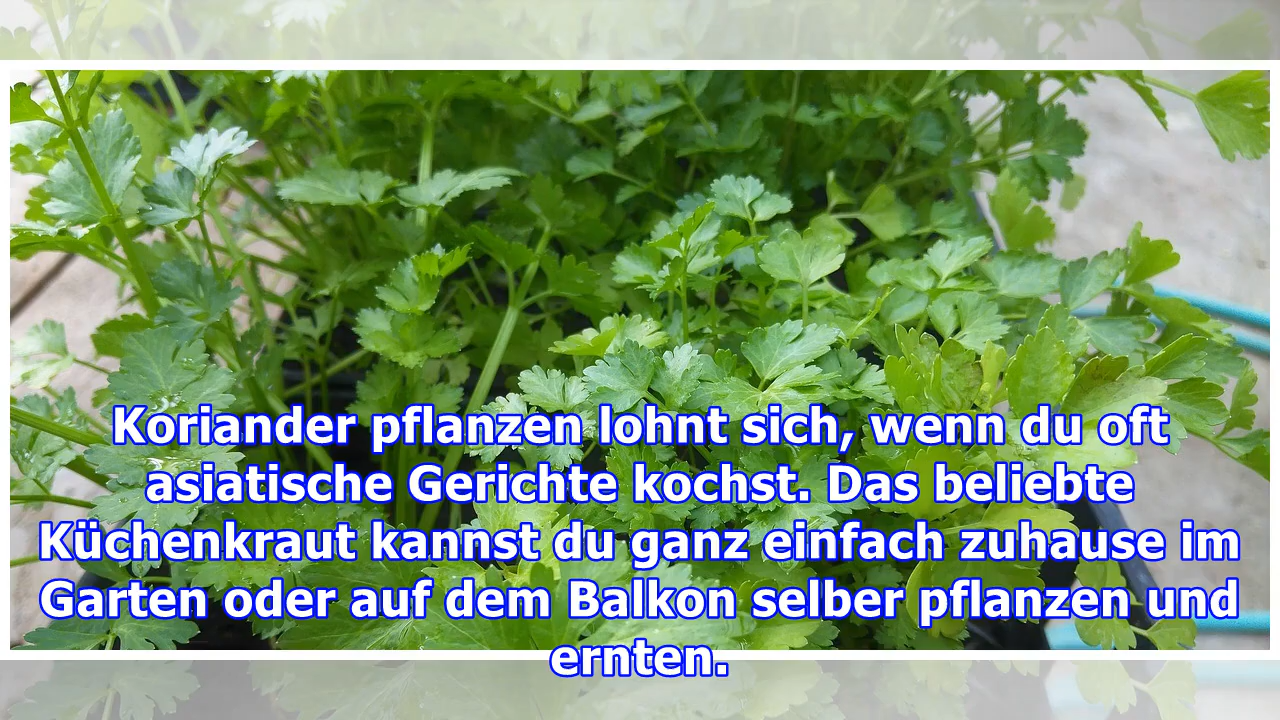 Koriander pflanzen lohnt sich, wenn du oft
asiatische Gerichte kochst. Das beliebte
Küchenkraut kannst du ganz einfach zuhause im
Garten oder auf dem Balkon selber pflanzen und
ernten.